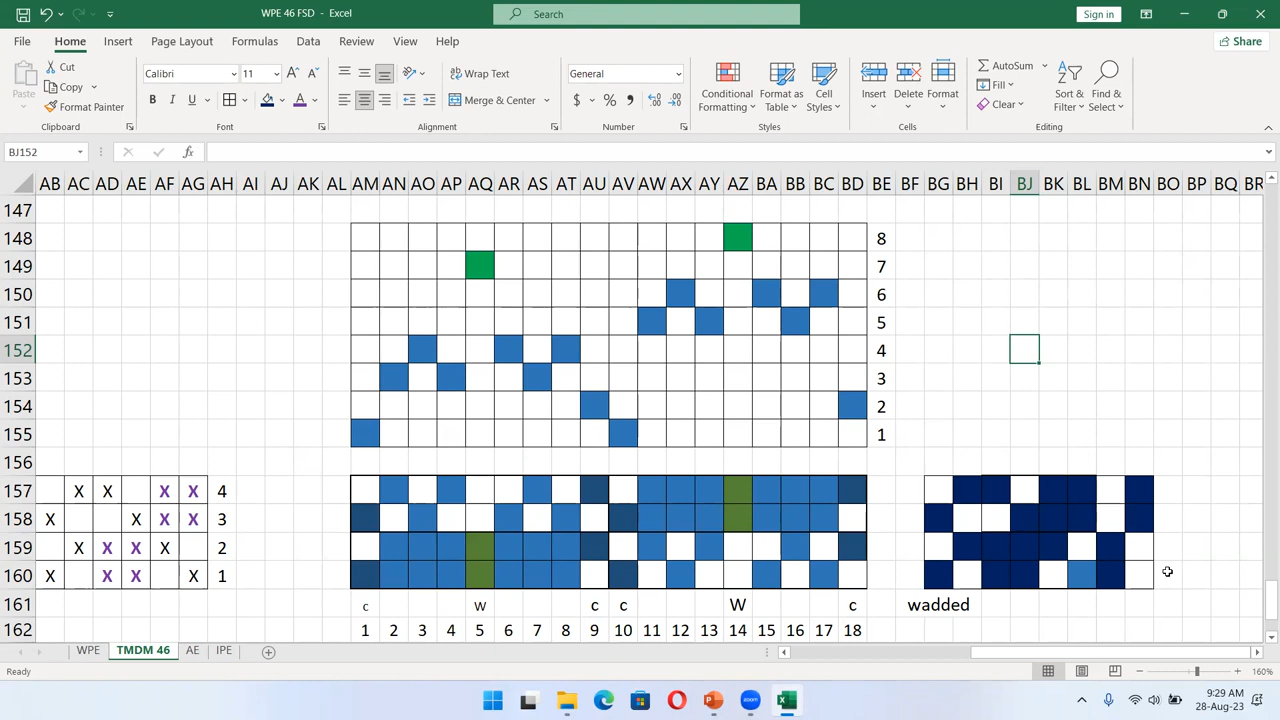 WPE 46 FSD - Excel
Search
Sign in
File Home Insert Page Layout Formulas Data Review View Help
Share
Paste
Cut
Copy
Format Painter
Clipboard
Calibri 11
B I U
Font
Wrap Text
Merge & Center
Alignment
General
$ % 9
Number
Conditional Formatting
Format as Table
Cell Styles
Styles
Insert Delete Format
Cells
AutoSum
Fill
Clear
Sort & Filter
Find & Select
Editing
BJ152
fx
AB AC AD AE AF AG AH AI AJ AK AL AM AN AO AP AQ AR AS AT AU AV AW AX AY AZ BA BB BC BD BE BF BG BH BI BJ BK BL BM BN BO BP BQ BR
147
148 8
149 7
150 6
151 5
152 4
153 3
154 2
155 1
156
157 X X X X 4
158 X X X X 3
159 X X X X 2
160 X X X X 1
161 c w c c W c wadded
162 1 2 3 4 5 6 7 8 9 10 11 12 13 14 15 16 17 18
WPE TMDM 46 AE IPE
Ready
160%
zoom
9:29 AM
28-Aug-23